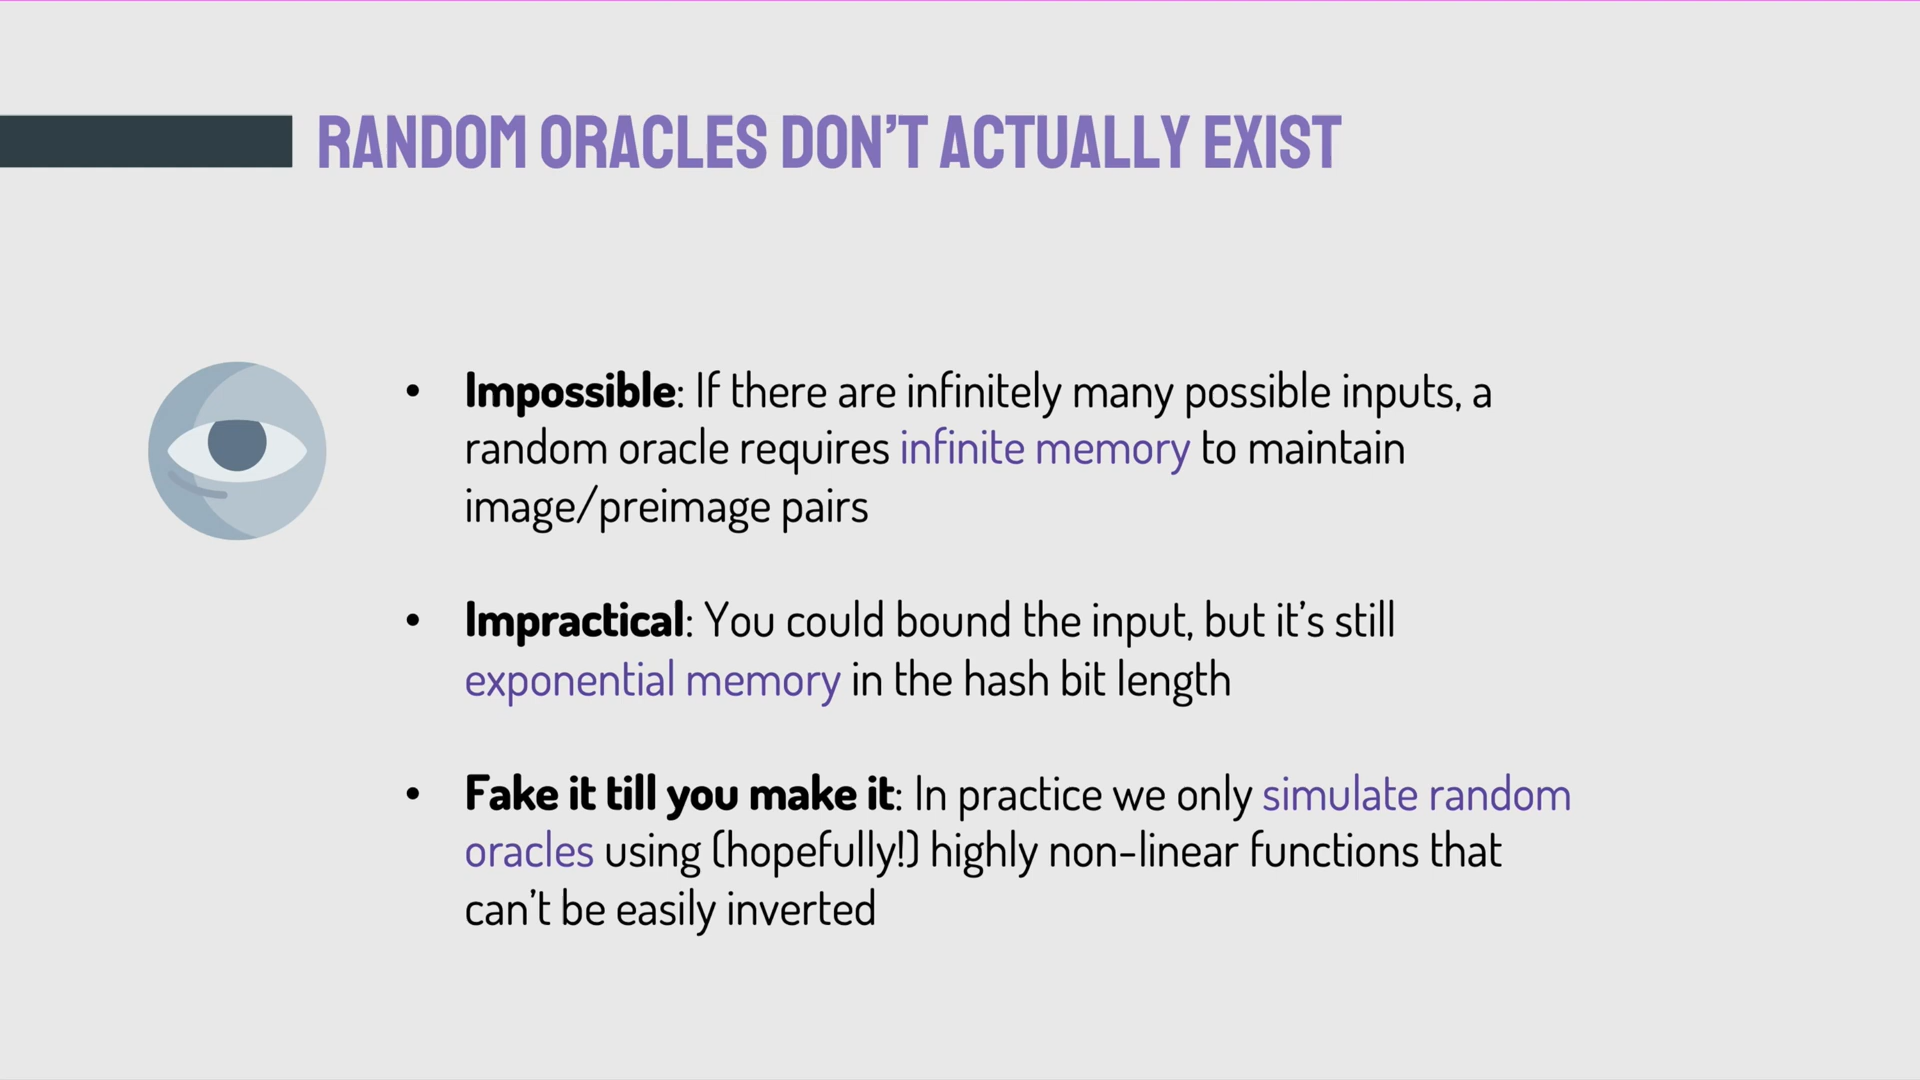 RANDOM ORACLES DON’T ACTUALLY EXIST
• Impossible: If there are infinitely many possible inputs, a
random oracle requires infinite memory to maintain
image/preimage pairs
• Impractical: You could bound the input, but it’s still
exponential memory in the hash bit length
• Fake it till you make it: In practice we only simulate random
oracles using (hopefully!) highly non-linear functions that
can’t be easily inverted